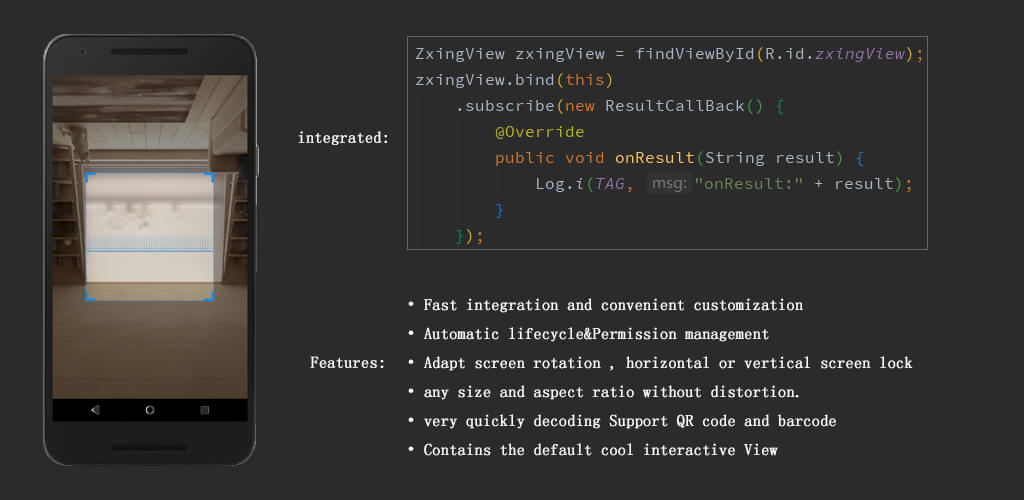 integrated:
ZxingView zxingView = findViewById(R.id.zxingView);
zxingView.bind(this)
.subscribe(new ResultCallBack() {
@Override
public void onResult(String result) {
Log.i(TAG, msg: "onResult:" + result);
}
});
Features:
• Fast integration and convenient customization
• Automatic lifecycle&Permission management
• Adapt screen rotation , horizontal or vertical screen lock
• any size and aspect ratio without distortion.
• very quickly decoding Support QR code and barcode
• Contains the default cool interactive View